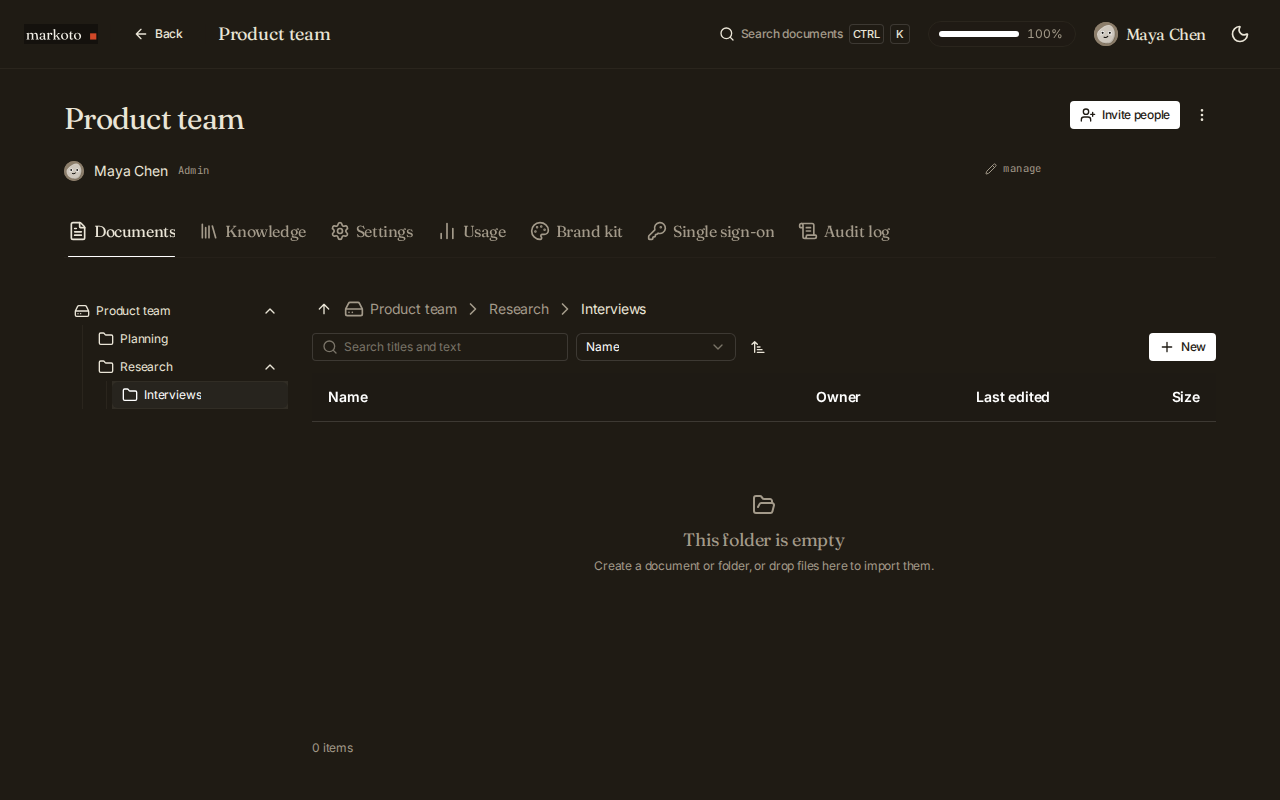 markoto
Back
Product team
Search documents CTRL K
100%
Maya Chen
Product team
Invite people
Maya Chen Admin
manage
Documents
Knowledge
Settings
Usage
Brand kit
Single sign-on
Audit log
Product team
Planning
Research
Interviews
Product team Research Interviews
Search titles and text
Name
New
Name Owner Last edited Size
This folder is empty
Create a document or folder, or drop files here to import them.
0 items